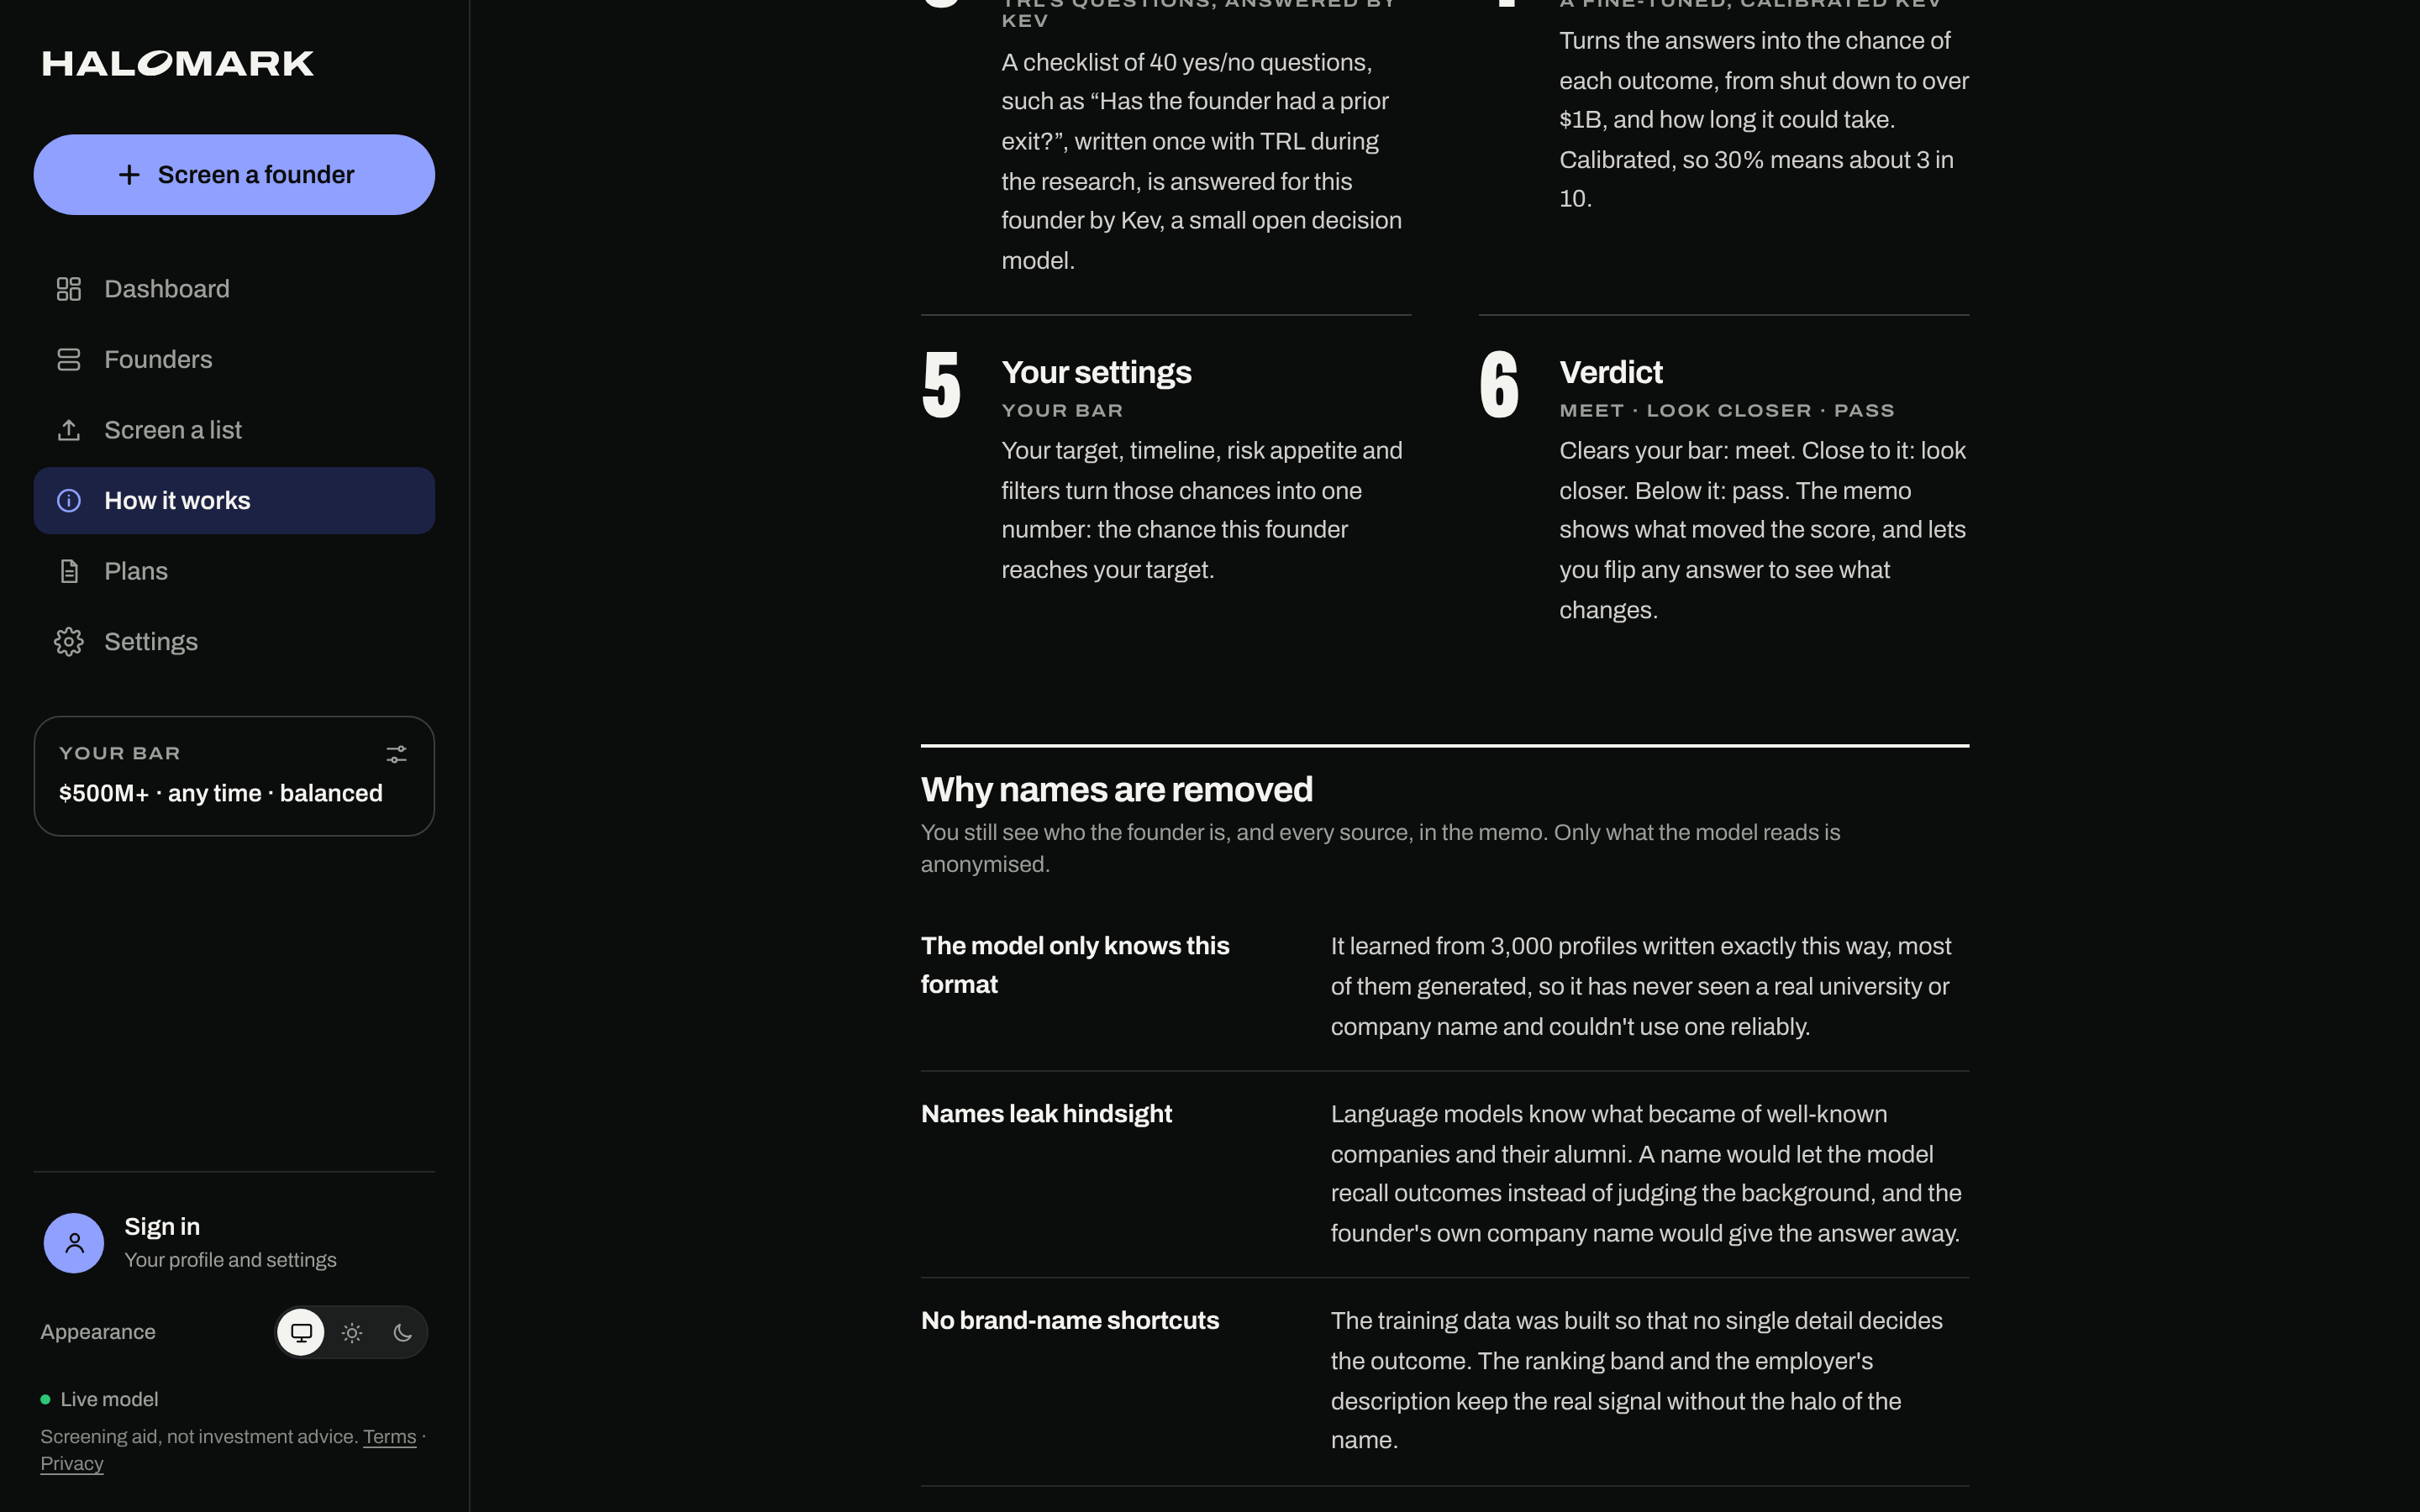 HALOMARK
Screen a founder
Dashboard
Founders
Screen a list
How it works
Plans
Settings
YOUR BAR
$500M+ · any time · balanced
Sign in
Your profile and settings
Appearance
Live model
Screening aid, not investment advice. Terms ·
Privacy
TRL'S QUESTIONS, ANSWERED BY
KEV
A checklist of 40 yes/no questions,
such as “Has the founder had a prior
exit?”, written once with TRL during
the research, is answered for this
founder by Kev, a small open decision
model.
A FINE-TUNED, CALIBRATED KEV
Turns the answers into the chance of
each outcome, from shut down to over
$1B, and how long it could take.
Calibrated, so 30% means about 3 in
10.
5
Your settings
YOUR BAR
Your target, timeline, risk appetite and
filters turn those chances into one
number: the chance this founder
reaches your target.
6
Verdict
MEET · LOOK CLOSER · PASS
Clears your bar: meet. Close to it: look
closer. Below it: pass. The memo
shows what moved the score, and lets
you flip any answer to see what
changes.
Why names are removed
You still see who the founder is, and every source, in the memo. Only what the model reads is
anonymised.
The model only knows this
format
It learned from 3,000 profiles written exactly this way, most
of them generated, so it has never seen a real university or
company name and couldn't use one reliably.
Names leak hindsight
Language models know what became of well-known
companies and their alumni. A name would let the model
recall outcomes instead of judging the background, and the
founder's own company name would give the answer away.
No brand-name shortcuts
The training data was built so that no single detail decides
the outcome. The ranking band and the employer's
description keep the real signal without the halo of the
name.